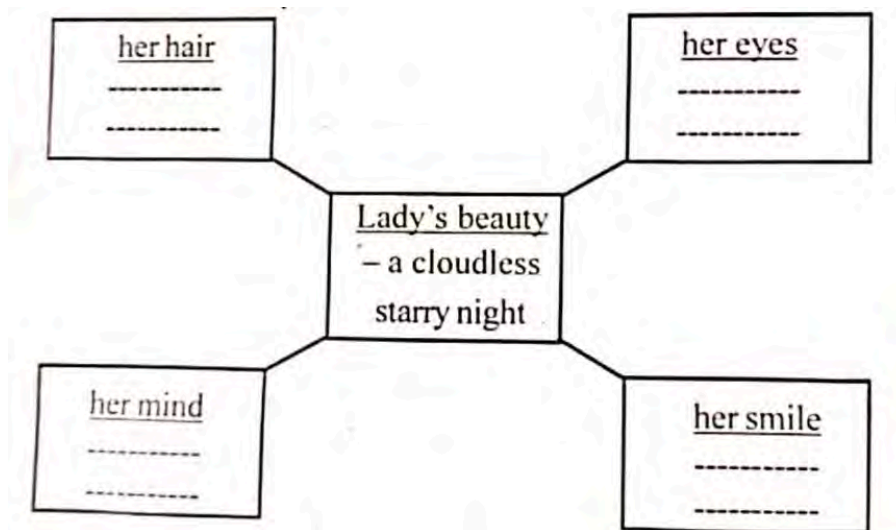 her hair
-----------
-----------
her eyes
-----------
-----------
Lady's beauty
– a cloudless
starry night
her mind
-----------
-----------
her smile
-----------
-----------